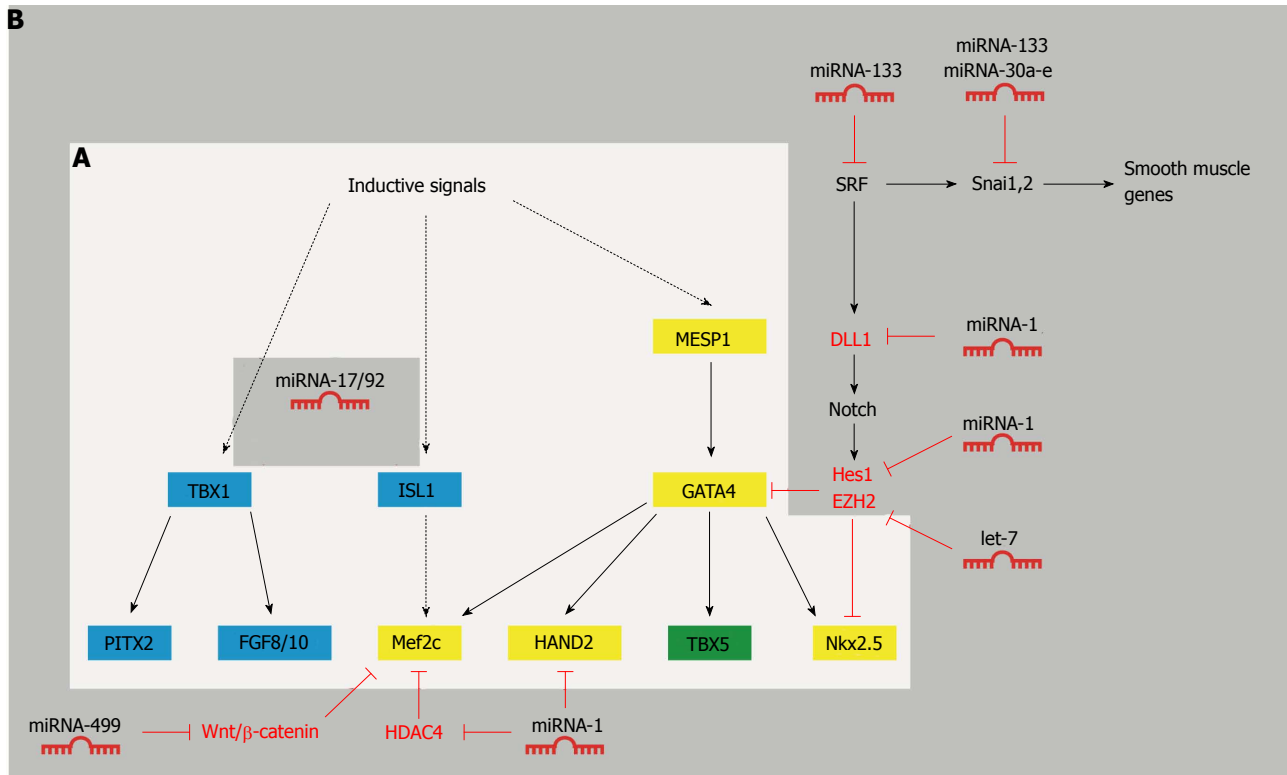 B
miRNA-133
miRNA-133
miRNA-30a-e
A
Inductive signals
SRF
Snai1,2
Smooth muscle
genes
MESP1
DLL1
miRNA-1
miRNA-17/92
Notch
miRNA-1
TBX1
ISL1
GATA4
Hes1
EZH2
let-7
PITX2
FGF8/10
Mef2c
HAND2
TBX5
Nkx2.5
miRNA-499
Wnt/β-catenin
HDAC4
miRNA-1